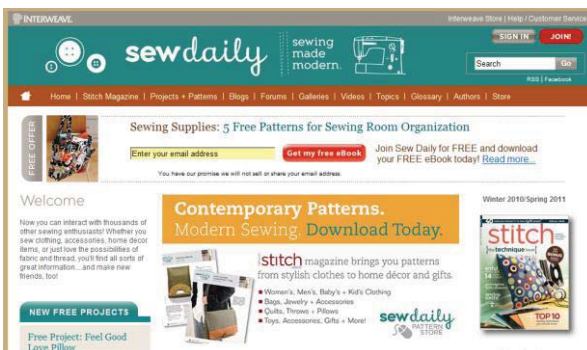 INTERWEAVE.
Interweave Store | Help / Customer Service
sewdaily
sewing
made
modern.
SIGN IN
JOIN!
Search
Go
RSS | Facebook
Home | Stitch Magazine | Projects + Patterns | Blogs | Forums | Galleries | Videos | Topics | Glossary | Authors | Store
FREE OFFER
Sewing Supplies: 5 Free Patterns for Sewing Room Organization
Enter your email address
Get my free eBook
Join Sew Daily for FREE and download
your FREE eBook today! Read more...
You have our promise we will not sell or share your email address.
Welcome
Now you can interact with thousands of
other sewing enthusiasts! Whether you
sew clothing, accessories, home decor
items, or just love the possibilities of
fabric and thread, you'll find all sorts of
great information... and make new
friends, too!
NEW FREE PROJECTS
Free Project: Feel Good
Love Pillow
Contemporary Patterns.
Modern Sewing. Download Today.
stitch magazine brings you patterns
from stylish clothes to home décor and gifts.
Women's, Men's, Baby's + Kid's Clothing
Bags, Jewelry + Accessories
Quilts, Throws + Pillows
Toys, Accessories, Gifts + More!
sewdaily
PATTERN
STORE
Winter 2010/Spring 2011
stitch
the technique issue
TOP 10